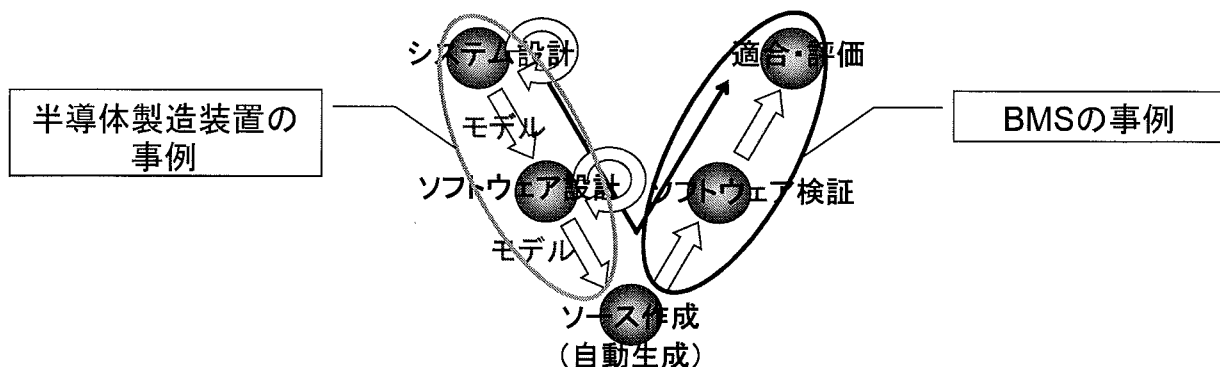 システム設計
適合・評価
半導体製造装置の
事例
モデル
BMSの事例
ソフトウェア設計
ソフトウェア検証
モデル
ソース作成
（自動生成）